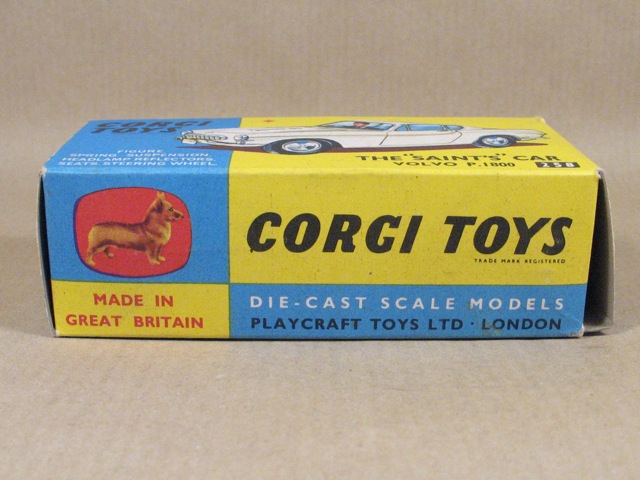 CORGI
TOYS
FIGURE
SPRING SUSPENSION
HEADLAMP REFLECTORS
SEATS. STEERING WHEEL.
THE "SAINT'S" CAR
VOLVO P.1800 258
CORGI TOYS
TRADE MARK REGISTERED
MADE IN
GREAT BRITAIN
DIE-CAST SCALE MODELS
PLAYCRAFT TOYS LTD · LONDON